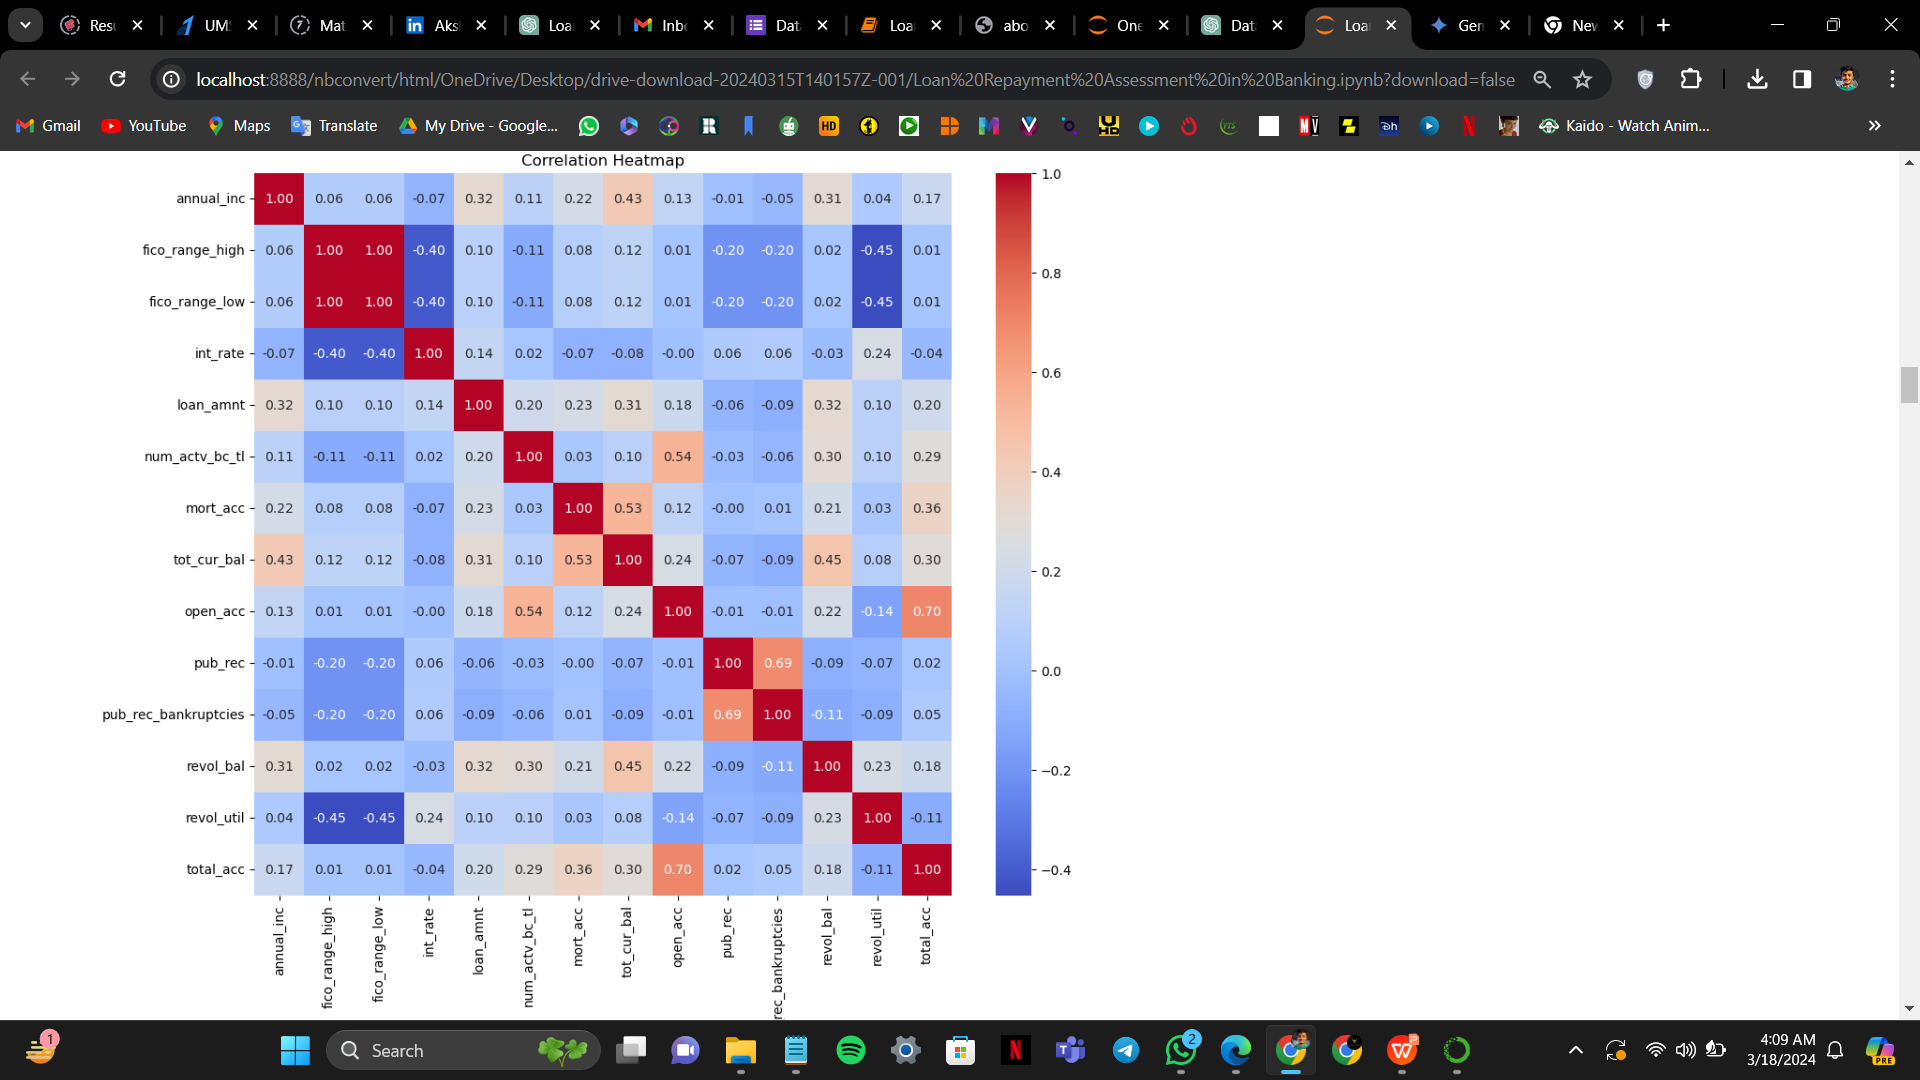 Resu
UMS
Mat
Aks
Loa
Inbo
Dat
Loa
abo
One
Dat
Loa
Gen
New
localhost:8888/nbconvert/html/OneDrive/Desktop/drive-download-20240315T140157Z-001/Loan%20Repayment%20Assessment%20in%20Banking.ipynb?download=false
Gmail YouTube Maps Translate My Drive - Google... Kaido - Watch Anim...
Correlation Heatmap
annual_inc 1.00 0.06 0.06 -0.07 0.32 0.11 0.22 0.43 0.13 -0.01 -0.05 0.31 0.04 0.17
fico_range_high 0.06 1.00 1.00 -0.40 0.10 -0.11 0.08 0.12 0.01 -0.20 -0.20 0.02 -0.45 0.01
fico_range_low 0.06 1.00 1.00 -0.40 0.10 -0.11 0.08 0.12 0.01 -0.20 -0.20 0.02 -0.45 0.01
int_rate -0.07 -0.40 -0.40 1.00 0.14 0.02 -0.07 -0.08 -0.00 0.06 0.06 -0.03 0.24 -0.04
loan_amnt 0.32 0.10 0.10 0.14 1.00 0.20 0.23 0.31 0.18 -0.06 -0.09 0.32 0.10 0.20
num_actv_bc_tl 0.11 -0.11 -0.11 0.02 0.20 1.00 0.03 0.10 0.54 -0.03 -0.06 0.30 0.10 0.29
mort_acc 0.22 0.08 0.08 -0.07 0.23 0.03 1.00 0.53 0.12 -0.00 0.01 0.21 0.03 0.36
tot_cur_bal 0.43 0.12 0.12 -0.08 0.31 0.10 0.53 1.00 0.24 -0.07 -0.09 0.45 0.08 0.30
open_acc 0.13 0.01 0.01 -0.00 0.18 0.54 0.12 0.24 1.00 -0.01 -0.01 0.22 -0.14 0.70
pub_rec -0.01 -0.20 -0.20 0.06 -0.06 -0.03 -0.00 -0.07 -0.01 1.00 0.69 -0.09 -0.07 0.02
pub_rec_bankruptcies -0.05 -0.20 -0.20 0.06 -0.09 -0.06 0.01 -0.09 -0.01 0.69 1.00 -0.11 -0.09 0.05
revol_bal 0.31 0.02 0.02 -0.03 0.32 0.30 0.21 0.45 0.22 -0.09 -0.11 1.00 0.23 0.18
revol_util 0.04 -0.45 -0.45 0.24 0.10 0.10 0.03 0.08 -0.14 -0.07 -0.09 0.23 1.00 -0.11
total_acc 0.17 0.01 0.01 -0.04 0.20 0.29 0.36 0.30 0.70 0.02 0.05 0.18 -0.11 1.00
annual_inc
fico_range_high
fico_range_low
int_rate
loan_amnt
num_actv_bc_tl
mort_acc
tot_cur_bal
open_acc
pub_rec
rec_bankruptcies
revol_bal
revol_util
total_acc
1.0
0.8
0.6
0.4
0.2
0.0
−0.2
−0.4
1
Search
2
4:09 AM
3/18/2024
PRE